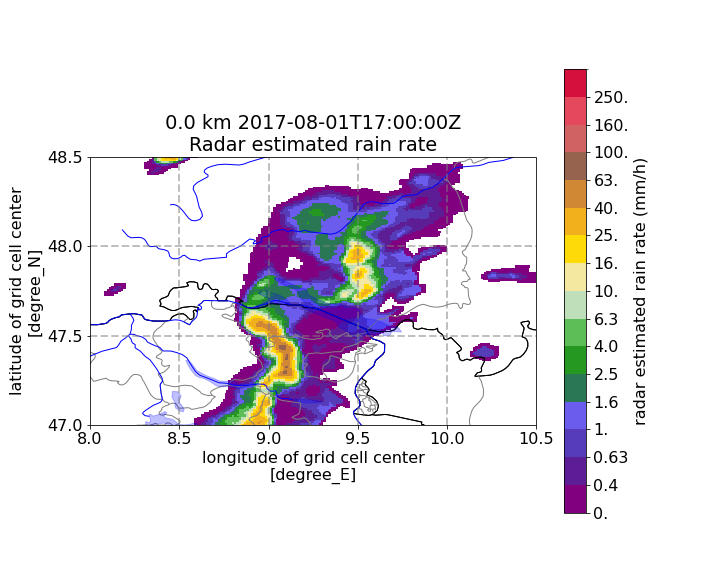 0.0 km 2017-08-01T17:00:00Z
Radar estimated rain rate
48.5
48.0
47.5
47.0
latitude of grid cell center
[degree_N]
8.0 8.5 9.0 9.5 10.0 10.5
longitude of grid cell center
[degree_E]
250.
160.
100.
63.
40.
25.
16.
10.
6.3
4.0
2.5
1.6
1.
0.63
0.4
0.
radar estimated rain rate (mm/h)